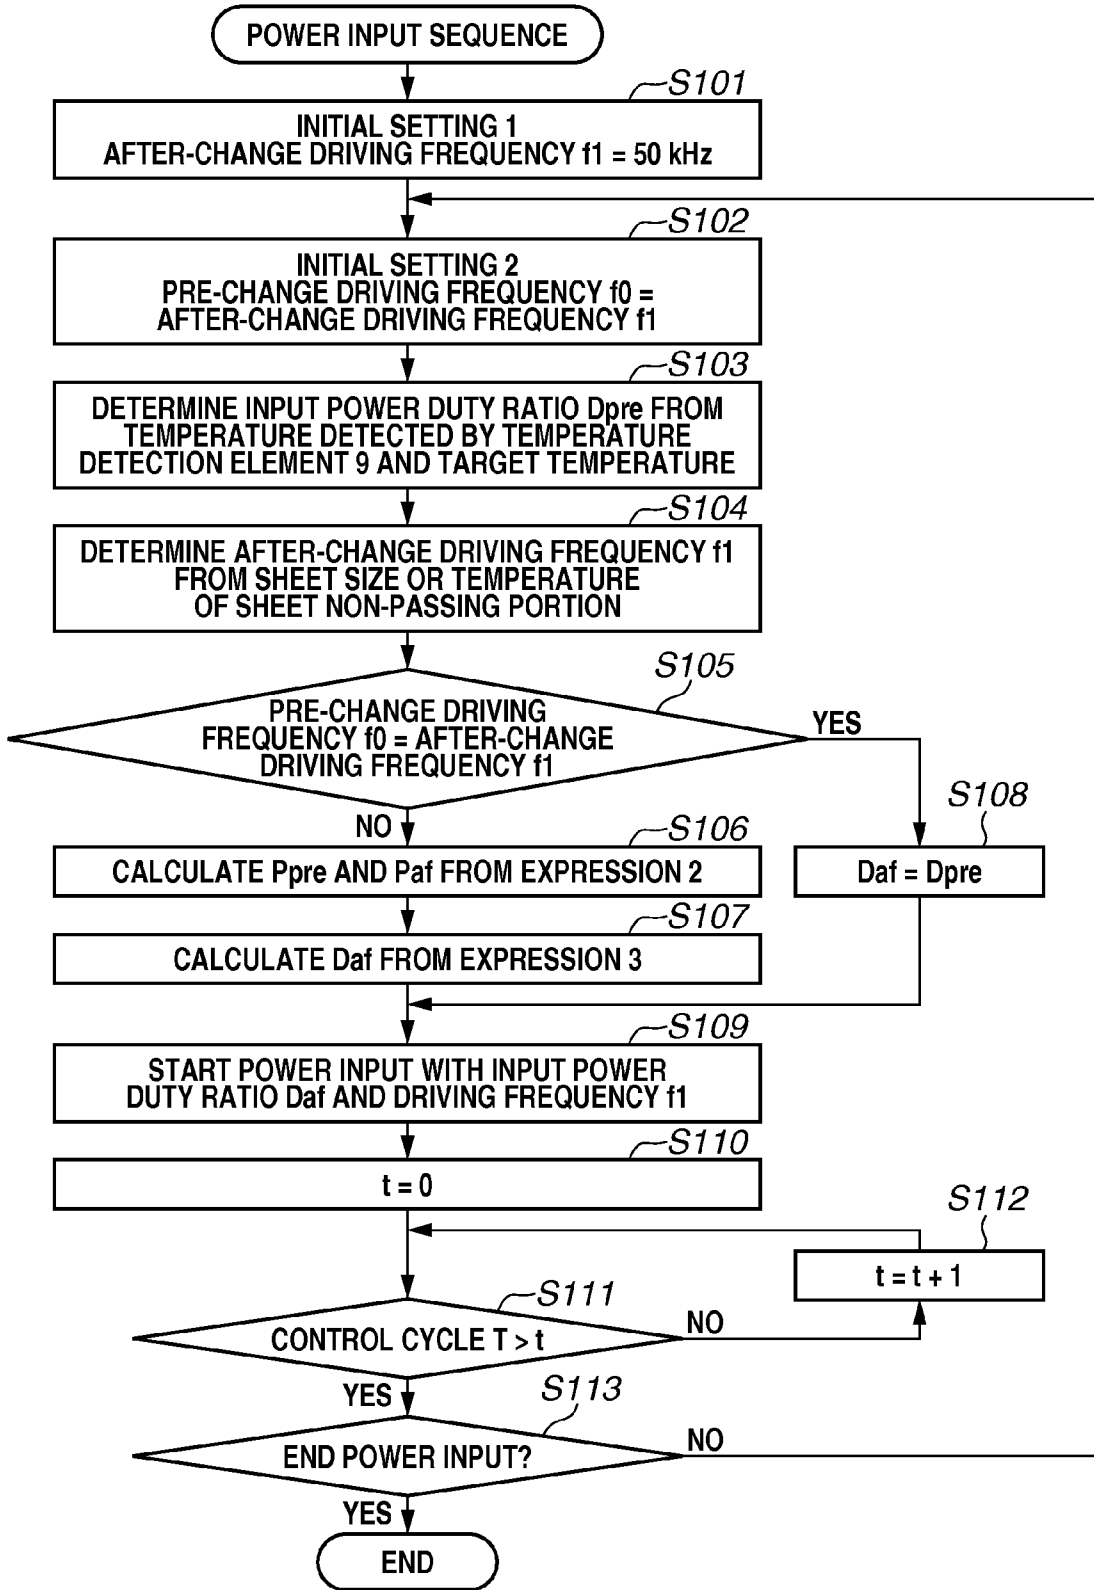 POWER INPUT SEQUENCE
S101
INITIAL SETTING 1
AFTER-CHANGE DRIVING FREQUENCY f1 = 50 kHz
S102
INITIAL SETTING 2
PRE-CHANGE DRIVING FREQUENCY f0 =
AFTER-CHANGE DRIVING FREQUENCY f1
S103
DETERMINE INPUT POWER DUTY RATIO Dpre FROM
TEMPERATURE DETECTED BY TEMPERATURE
DETECTION ELEMENT 9 AND TARGET TEMPERATURE
S104
DETERMINE AFTER-CHANGE DRIVING FREQUENCY f1
FROM SHEET SIZE OR TEMPERATURE
OF SHEET NON-PASSING PORTION
S105
PRE-CHANGE DRIVING
FREQUENCY f0 = AFTER-CHANGE
DRIVING FREQUENCY f1
YES
NO
S108
Daf = Dpre
S106
CALCULATE Ppre AND Paf FROM EXPRESSION 2
S107
CALCULATE Daf FROM EXPRESSION 3
S109
START POWER INPUT WITH INPUT POWER
DUTY RATIO Daf AND DRIVING FREQUENCY f1
S110
t = 0
S112
t = t + 1
S111
CONTROL CYCLE T > t
NO
YES
S113
END POWER INPUT?
NO
YES
END